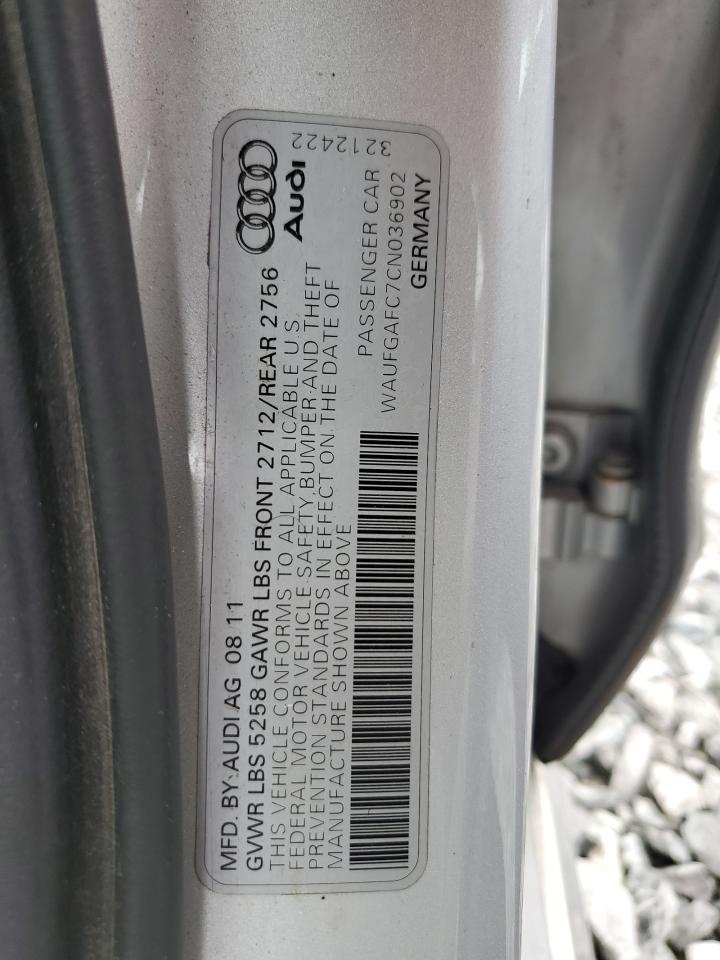 MFD. BY:AUDI AG 08 11
GVWR LBS 5258 GAWR LBS FRONT 2712/REAR 2756
THIS VEHICLE CONFORMS TO ALL APPLICABLE U.S.
FEDERAL MOTOR VEHICLE SAFETY,BUMPER AND THEFT
PREVENTION STANDARDS IN EFFECT ON THE DATE OF
MANUFACTURE SHOWN ABOVE
Audi
3212422
PASSENGER CAR
WAUFGAFC7CN036902
GERMANY